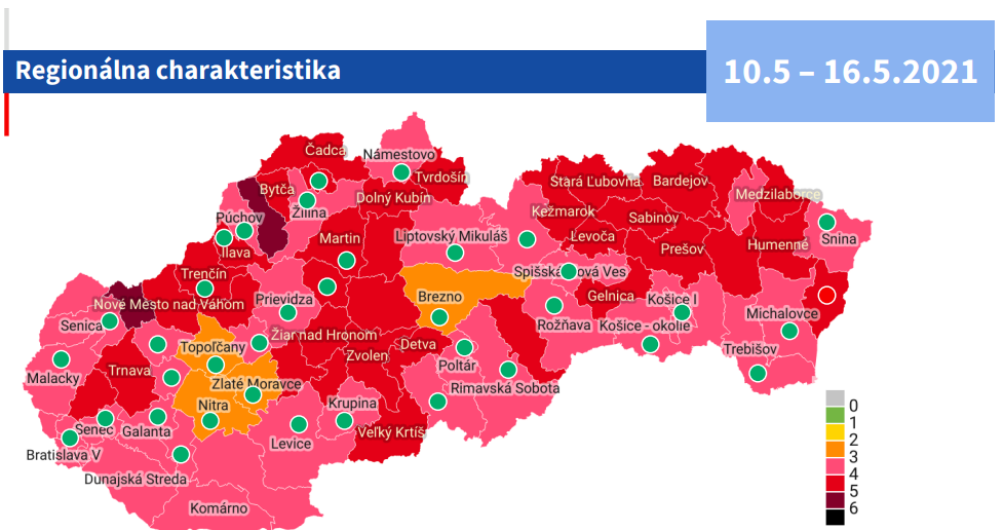 Regionálna charakteristika
10.5 – 16.5.2021
Čadca
Námestovo
Tvrdošín
Bytča
Dolný Kubín
Žilina
Púchov
Ilava
Martin
Liptovský Mikuláš
Stará Ľubovňa
Bardejov
Medzilaborce
Kežmarok
Sabinov
Levoča
Prešov
Humenné
Snina
Trenčín
Nové Mesto nad Váhom
Prievidza
Brezno
Spišská Nová Ves
Gelnica
Košice I
Michalovce
Senica
Topoľčany
Žiar nad Hronom
Detva
Rožňava
Košice - okolie
Zvolen
Poltár
Trebišov
Malacky
Trnava
Zlaté Moravce
Rimavská Sobota
Nitra
Krupina
Senec
Galanta
Levice
Veľký Krtíš
Bratislava V
Dunajská Streda
Komárno
0
1
2
3
4
5
6